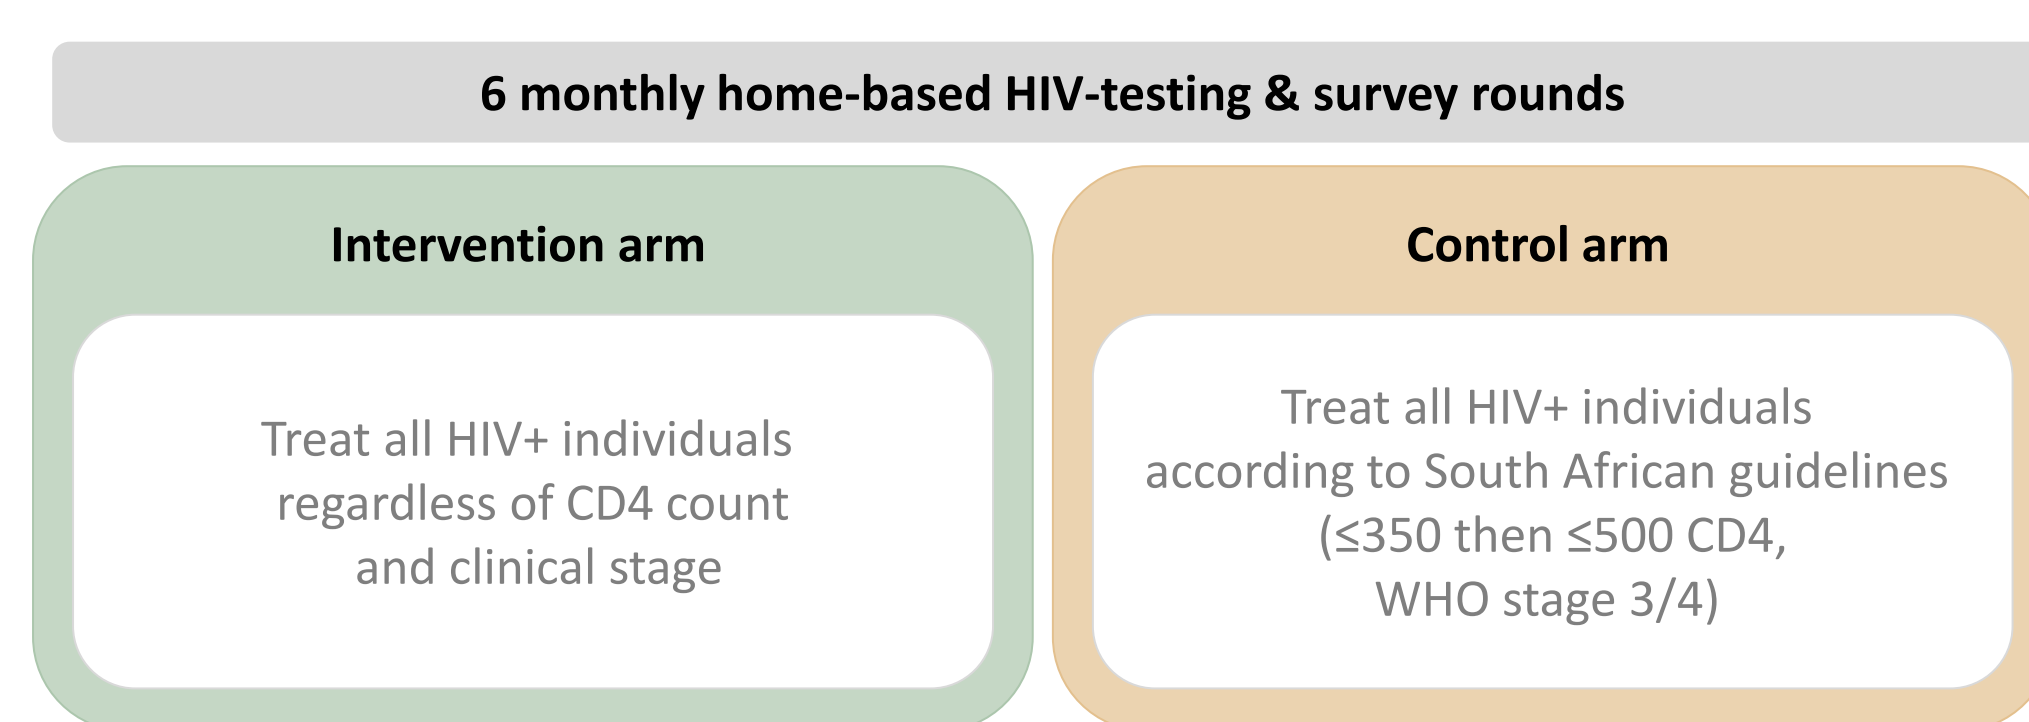 6 monthly home-based HIV-testing & survey rounds
Intervention arm
Treat all HIV+ individuals
regardless of CD4 count
and clinical stage
Control arm
Treat all HIV+ individuals
according to South African guidelines
(≤350 then ≤500 CD4,
WHO stage 3/4)